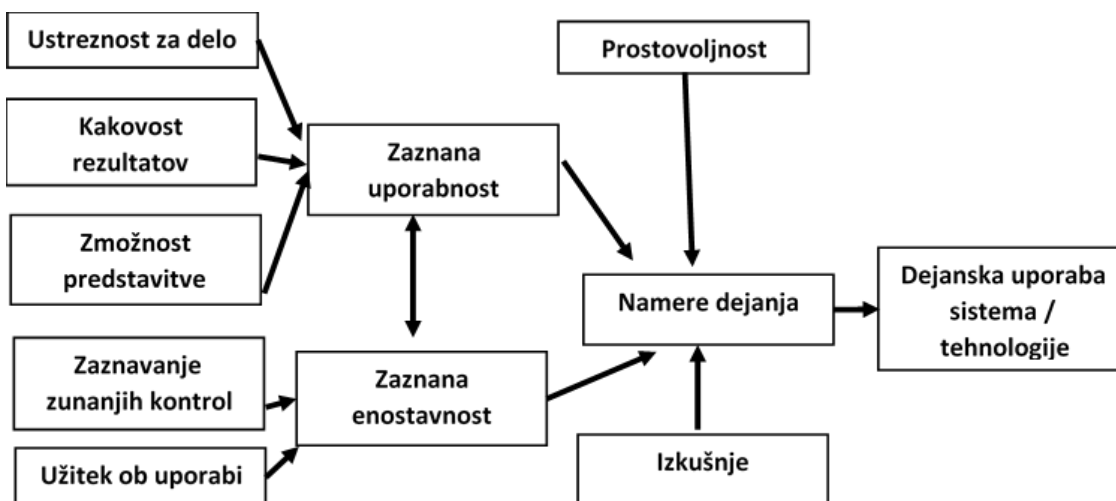 Ustreznost za delo
Prostovoljnost
Kakovost
rezultatov
Zaznana
uporabnost
Zmožnost
predstavitve
Namere dejanja
Dejanska uporaba
sistema /
tehnologije
Zaznavanje
zunanjih kontrol
Zaznana
enostavnost
Užitek ob uporabi
Izkušnje